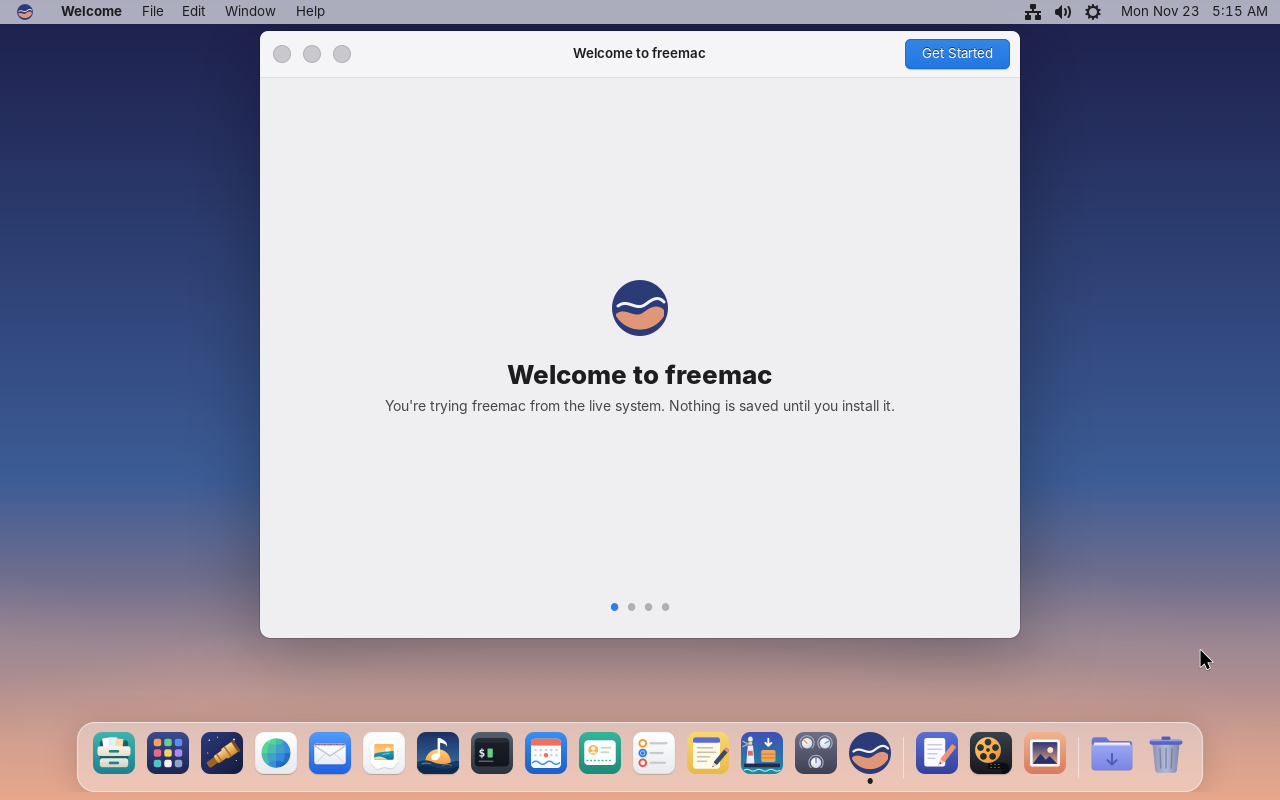 Welcome File Edit Window Help Mon Nov 23 5:15 AM
Welcome to freemac Get Started
Welcome to freemac
You're trying freemac from the live system. Nothing is saved until you install it.
$